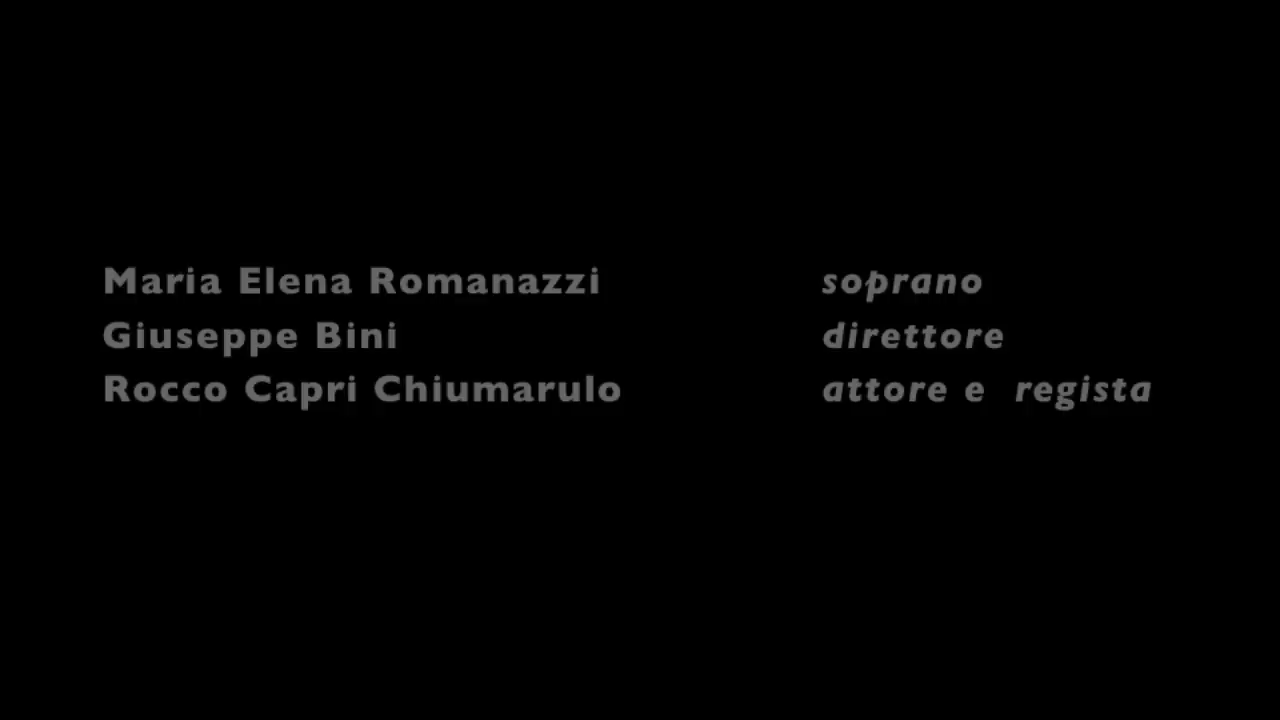 Maria Elena Romanazzi soprano
Giuseppe Bini direttore
Rocco Capri Chiumarulo attore e regista